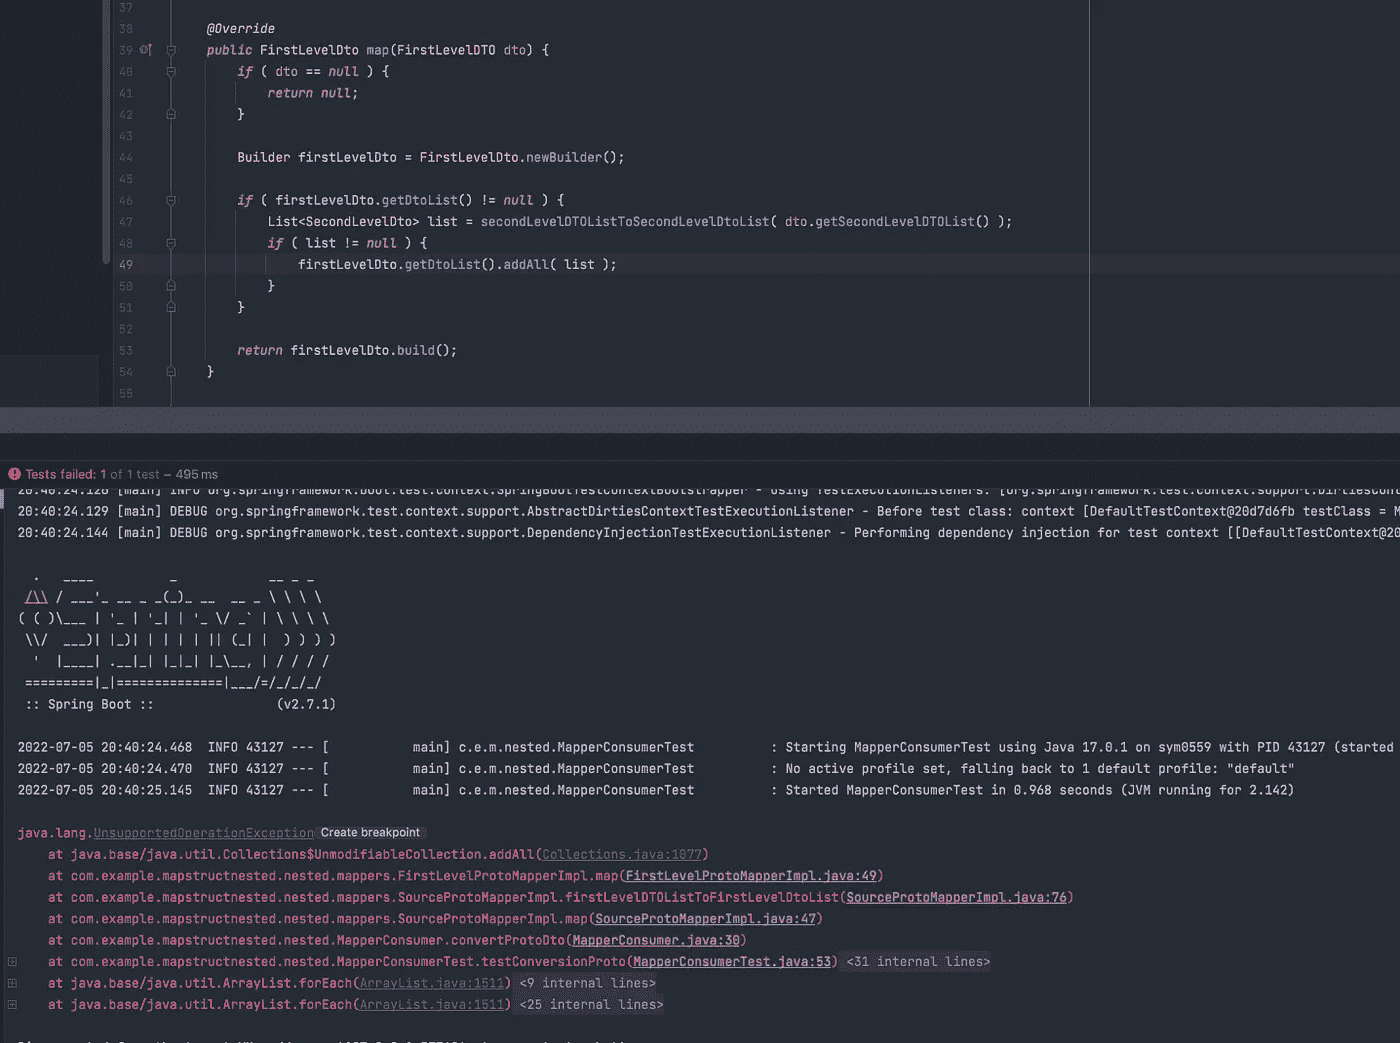 37
38 @Override
39 public FirstLevelDto map(FirstLevelDTO dto) {
40 if ( dto == null ) {
41 return null;
42 }
43
44 Builder firstLevelDto = FirstLevelDto.newBuilder();
45
46 if ( firstLevelDto.getDtoList() != null ) {
47 List<SecondLevelDto> list = secondLevelDTOListToSecondLevelDtoList( dto.getSecondLevelDTOList() );
48 if ( list != null ) {
49 firstLevelDto.getDtoList().addAll( list );
50 }
51 }
52
53 return firstLevelDto.build();
54 }
55
Tests failed: 1 of 1 test – 495 ms
20:40:24.128 [main] INFO org.springframework.boot.test.context.SpringBootTestContextBootstrapper - Using TestExecutionListeners: [org.springframework.test.context.support.DirtiesCont
20:40:24.129 [main] DEBUG org.springframework.test.context.support.AbstractDirtiesContextTestExecutionListener - Before test class: context [DefaultTestContext@20d7d6fb testClass = M
20:40:24.144 [main] DEBUG org.springframework.test.context.support.DependencyInjectionTestExecutionListener - Performing dependency injection for test context [[DefaultTestContext@20
  .   ____          _            __ _ _
 /\\ / ___'_ __ _ _(_)_ __  __ _ \ \ \ \
( ( )\___ | '_ | '_| | '_ \/ _` | \ \ \ \
 \\/  ___)| |_)| | | | | || (_| |  ) ) ) )
  '  |____| .__|_| |_|_| |_\__, | / / / /
 =========|_|==============|___/=/_/_/_/
:: Spring Boot :: (v2.7.1)
2022-07-05 20:40:24.468 INFO 43127 --- [ main] c.e.m.nested.MapperConsumerTest : Starting MapperConsumerTest using Java 17.0.1 on sym0559 with PID 43127 (started
2022-07-05 20:40:24.470 INFO 43127 --- [ main] c.e.m.nested.MapperConsumerTest : No active profile set, falling back to 1 default profile: "default"
2022-07-05 20:40:25.145 INFO 43127 --- [ main] c.e.m.nested.MapperConsumerTest : Started MapperConsumerTest in 0.968 seconds (JVM running for 2.142)
java.lang.UnsupportedOperationException Create breakpoint
at java.base/java.util.Collections$UnmodifiableCollection.addAll(Collections.java:1077)
at com.example.mapstructnested.nested.mappers.FirstLevelProtoMapperImpl.map(FirstLevelProtoMapperImpl.java:49)
at com.example.mapstructnested.nested.mappers.SourceProtoMapperImpl.firstLevelDTOListToFirstLevelDtoList(SourceProtoMapperImpl.java:76)
at com.example.mapstructnested.nested.mappers.SourceProtoMapperImpl.map(SourceProtoMapperImpl.java:47)
at com.example.mapstructnested.nested.MapperConsumer.convertProtoDto(MapperConsumer.java:30)
at com.example.mapstructnested.nested.MapperConsumerTest.testConversionProto(MapperConsumerTest.java:53) <31 internal lines>
at java.base/java.util.ArrayList.forEach(ArrayList.java:1511) <9 internal lines>
at java.base/java.util.ArrayList.forEach(ArrayList.java:1511) <25 internal lines>